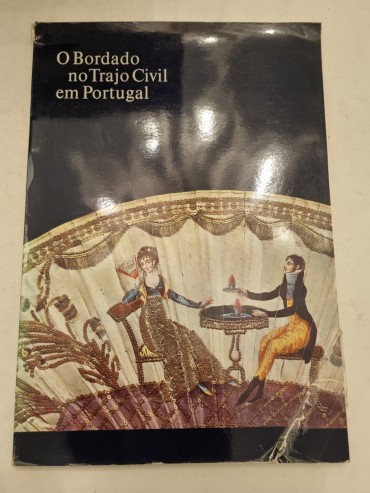 O Bordado
no Trajo Civil
em Portugal